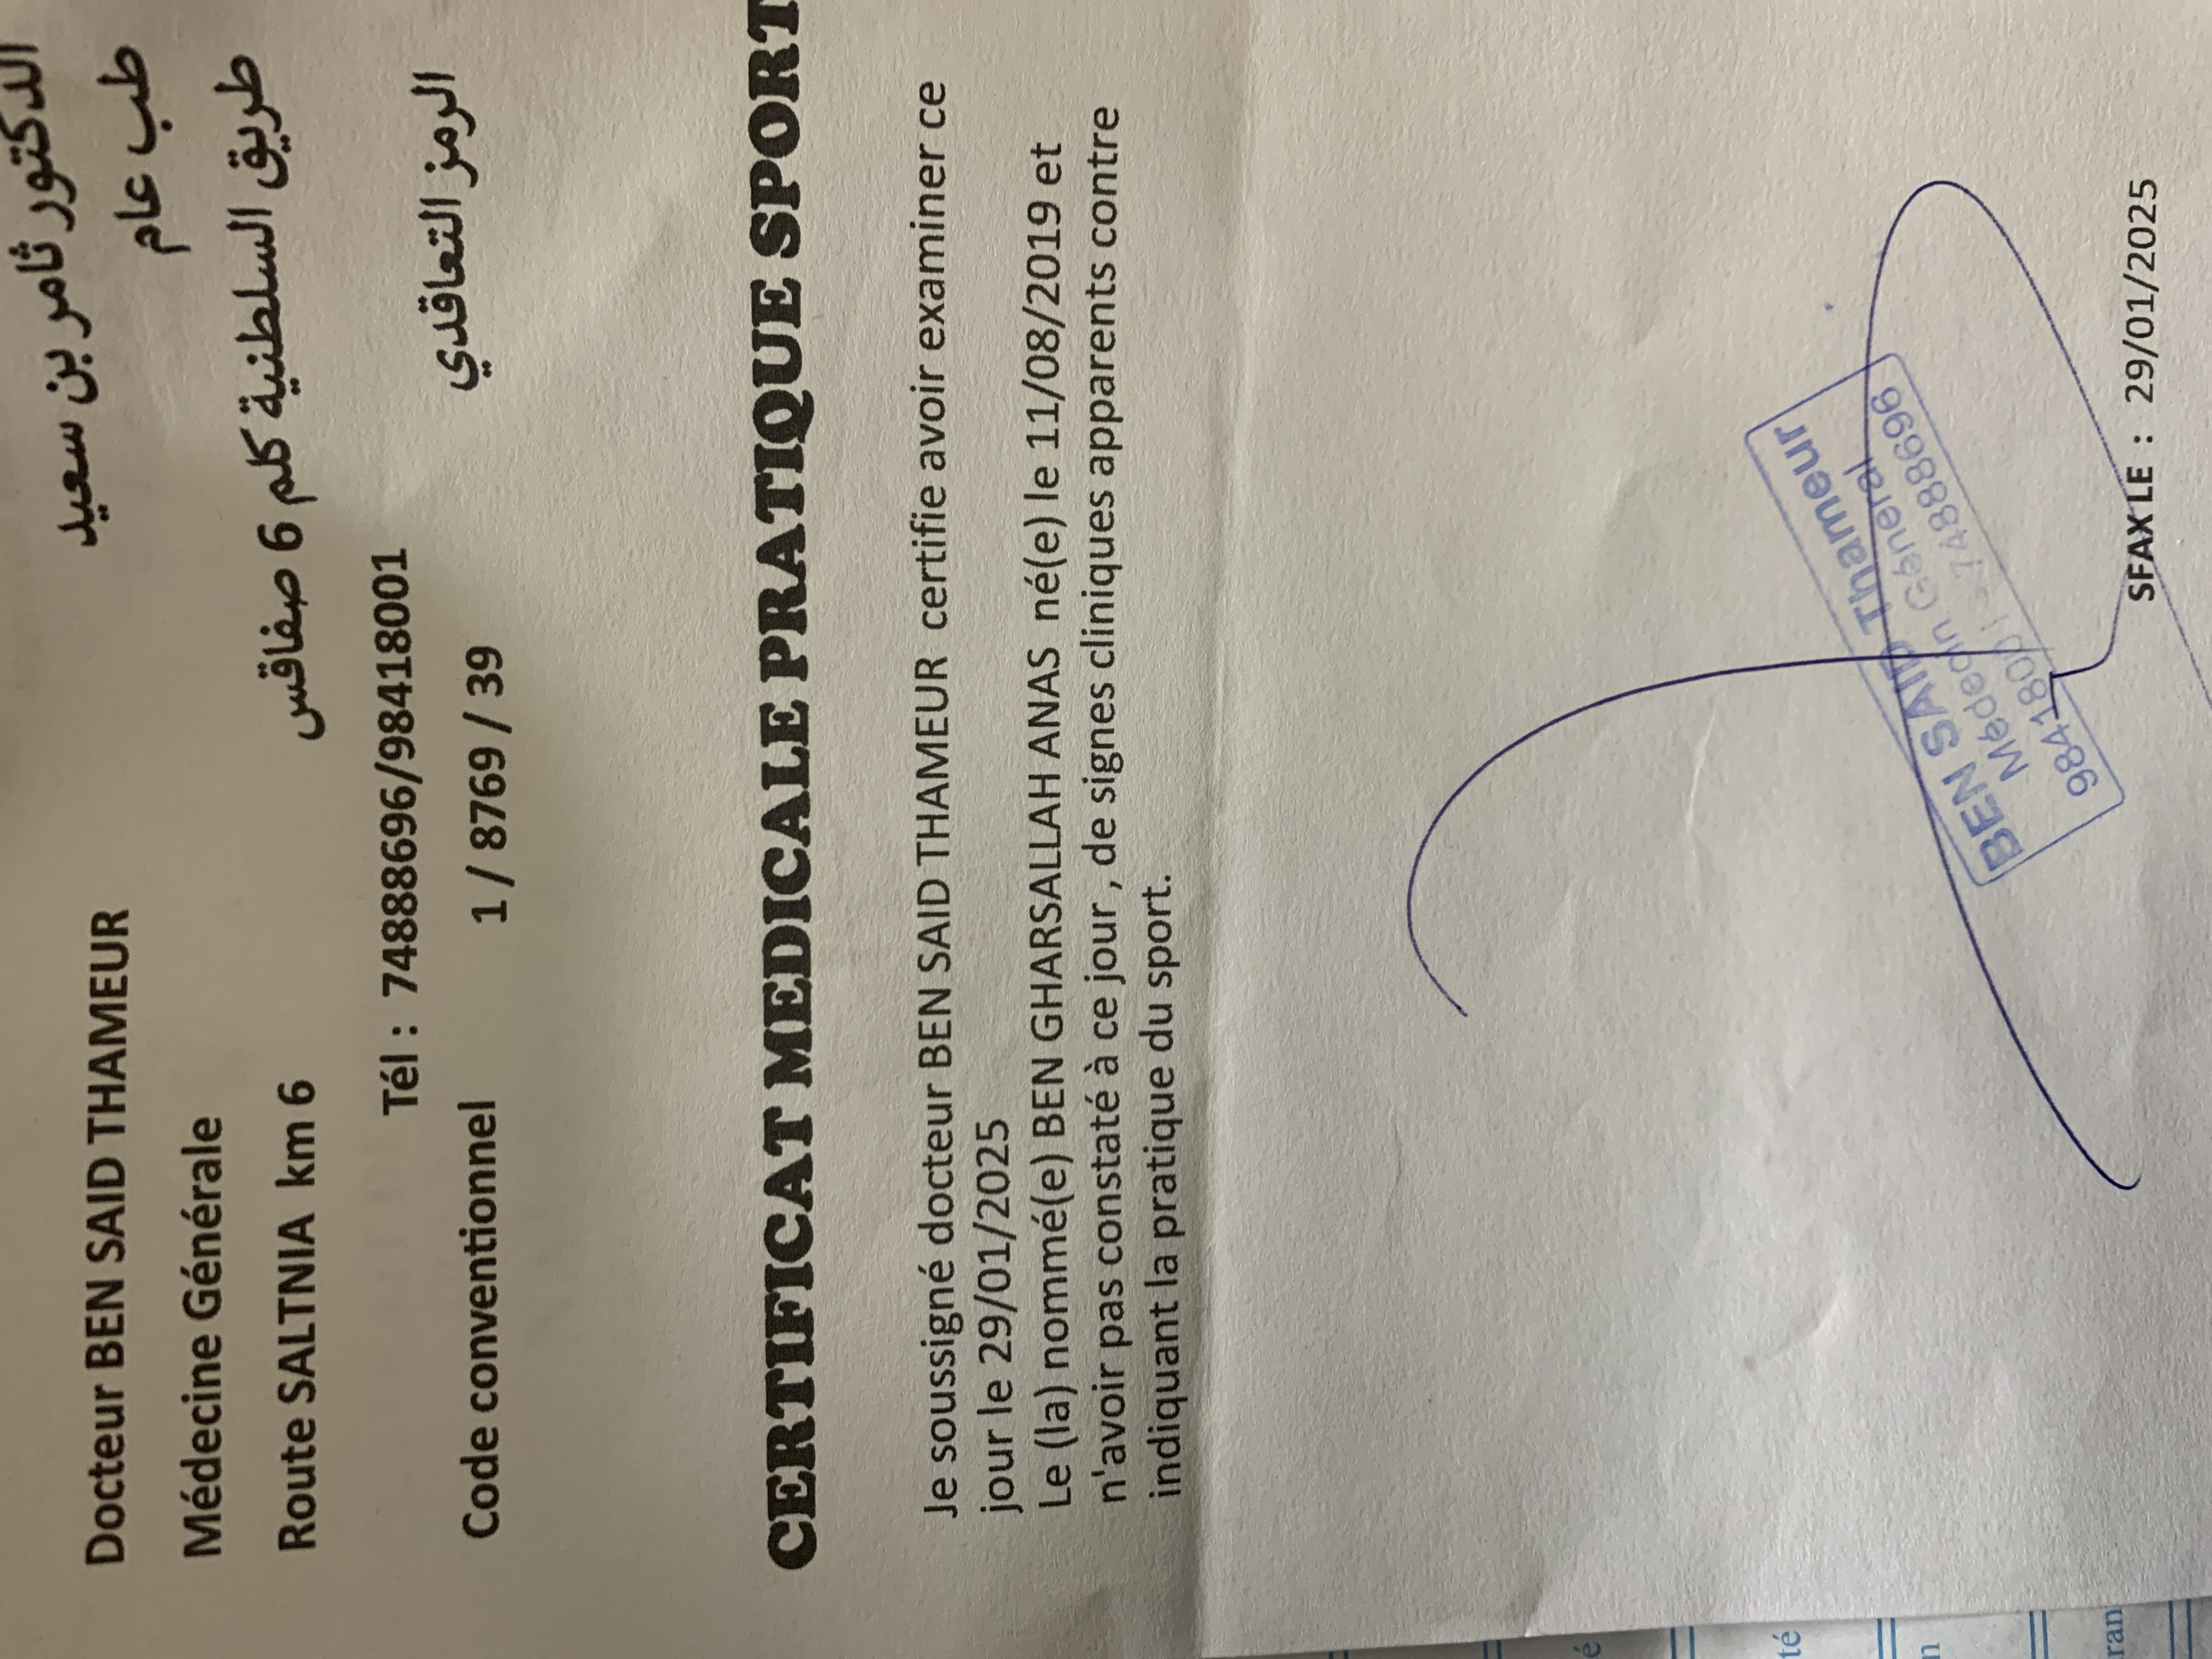 Docteur BEN SAID THAMEUR
الدكتور ثامر بن سعيد
Médecine Générale
طب عام
Route SALTNIA km 6
طريق السلطنية كلم 6 صفاقس
Tél : 74888696/98418001
Code conventionnel 1 / 8769 / 39
الرمز التعاقدي
CERTIFICAT MEDICALE PRATIQUE SPORT
Je soussigné docteur BEN SAID THAMEUR certifie avoir examiner ce
jour le 29/01/2025
Le (la) nommé(e) BEN GHARSALLAH ANAS né(e) le 11/08/2019 et
n'avoir pas constaté à ce jour , de signes cliniques apparents contre
indiquant la pratique du sport.
BEN SAID Thameur
Médecin Général
98418001 - 74888696
SFAX LE : 29/01/2025
té
n
ran
é